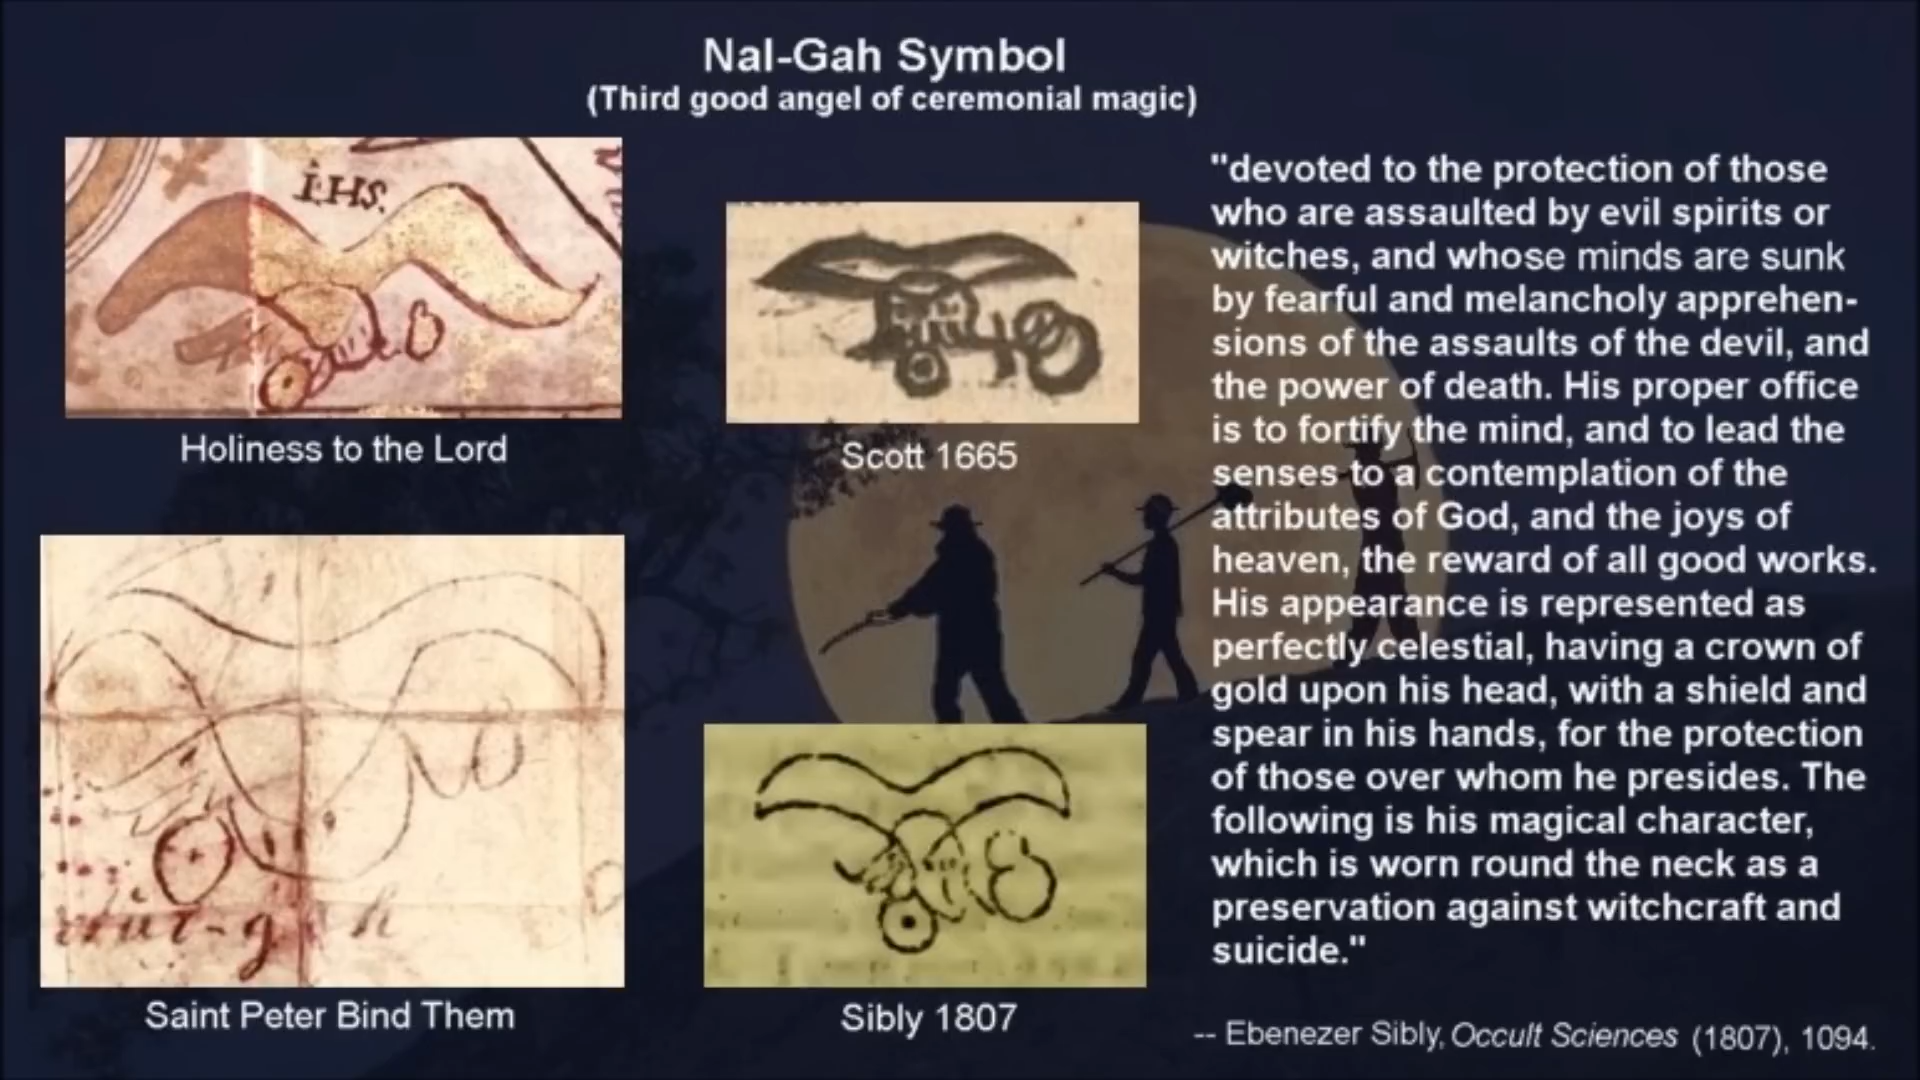 Nal-Gah Symbol
(Third good angel of ceremonial magic)
I.H.S.
Holiness to the Lord
Scott 1665
Saint Peter Bind Them
Sibly 1807
"devoted to the protection of those
who are assaulted by evil spirits or
witches, and whose minds are sunk
by fearful and melancholy apprehen-
sions of the assaults of the devil, and
the power of death. His proper office
is to fortify the mind, and to lead the
senses to a contemplation of the
attributes of God, and the joys of
heaven, the reward of all good works.
His appearance is represented as
perfectly celestial, having a crown of
gold upon his head, with a shield and
spear in his hands, for the protection
of those over whom he presides. The
following is his magical character,
which is worn round the neck as a
preservation against witchcraft and
suicide."
-- Ebenezer Sibly, Occult Sciences (1807), 1094.